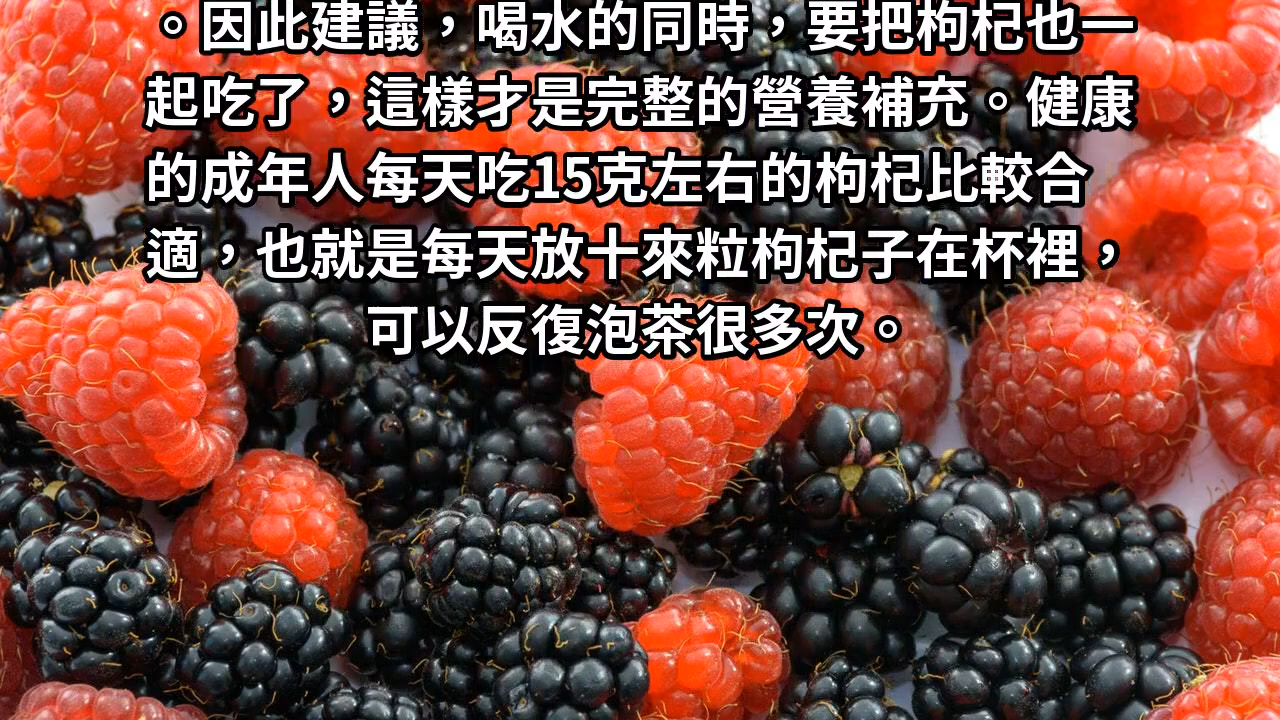 。因此建議，喝水的同時，要把枸杞也一
起吃了，這樣才是完整的營養補充。健康
的成年人每天吃15克左右的枸杞比較合
適，也就是每天放十來粒枸杞子在杯裡，
可以反復泡茶很多次。